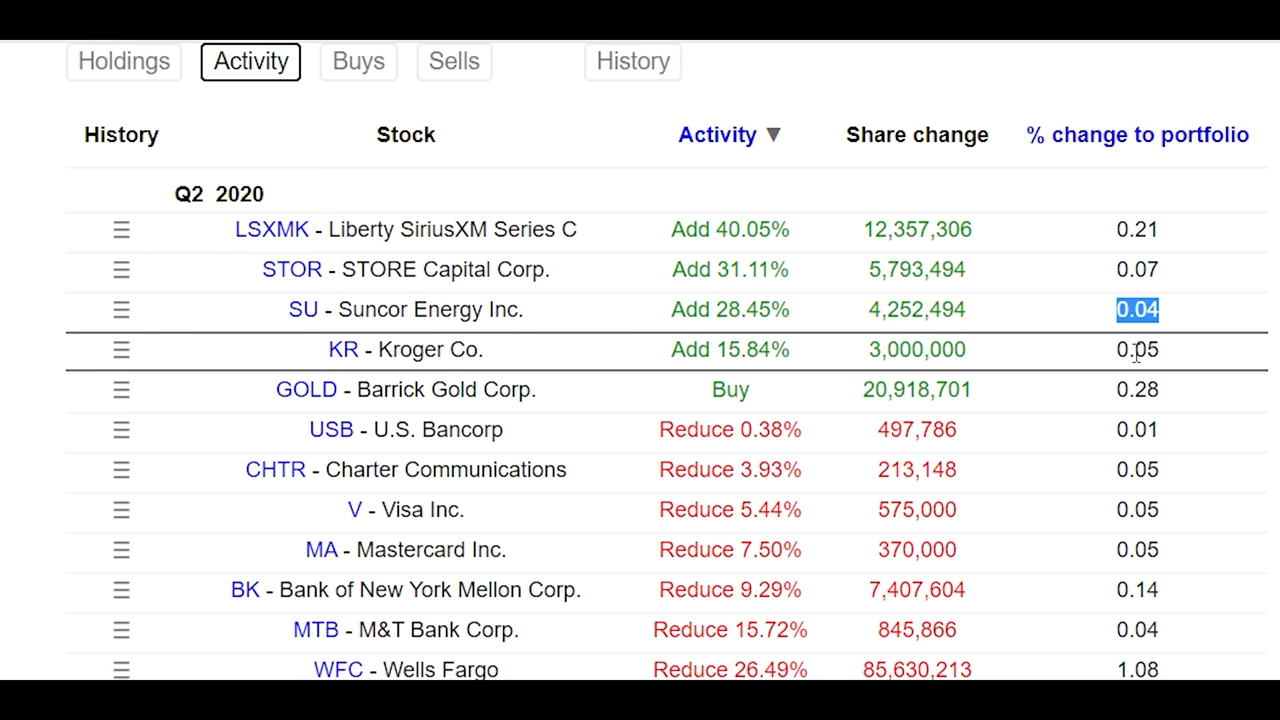 Holdings Activity Buys Sells History
History Stock Activity ▼ Share change % change to portfolio
Q2 2020
☰ LSXMK - Liberty SiriusXM Series C Add 40.05% 12,357,306 0.21
☰ STOR - STORE Capital Corp. Add 31.11% 5,793,494 0.07
☰ SU - Suncor Energy Inc. Add 28.45% 4,252,494 0.04
☰ KR - Kroger Co. Add 15.84% 3,000,000 0.05
☰ GOLD - Barrick Gold Corp. Buy 20,918,701 0.28
☰ USB - U.S. Bancorp Reduce 0.38% 497,786 0.01
☰ CHTR - Charter Communications Reduce 3.93% 213,148 0.05
☰ V - Visa Inc. Reduce 5.44% 575,000 0.05
☰ MA - Mastercard Inc. Reduce 7.50% 370,000 0.05
☰ BK - Bank of New York Mellon Corp. Reduce 9.29% 7,407,604 0.14
☰ MTB - M&T Bank Corp. Reduce 15.72% 845,866 0.04
☰ WFC - Wells Fargo Reduce 26.49% 85,630,213 1.08